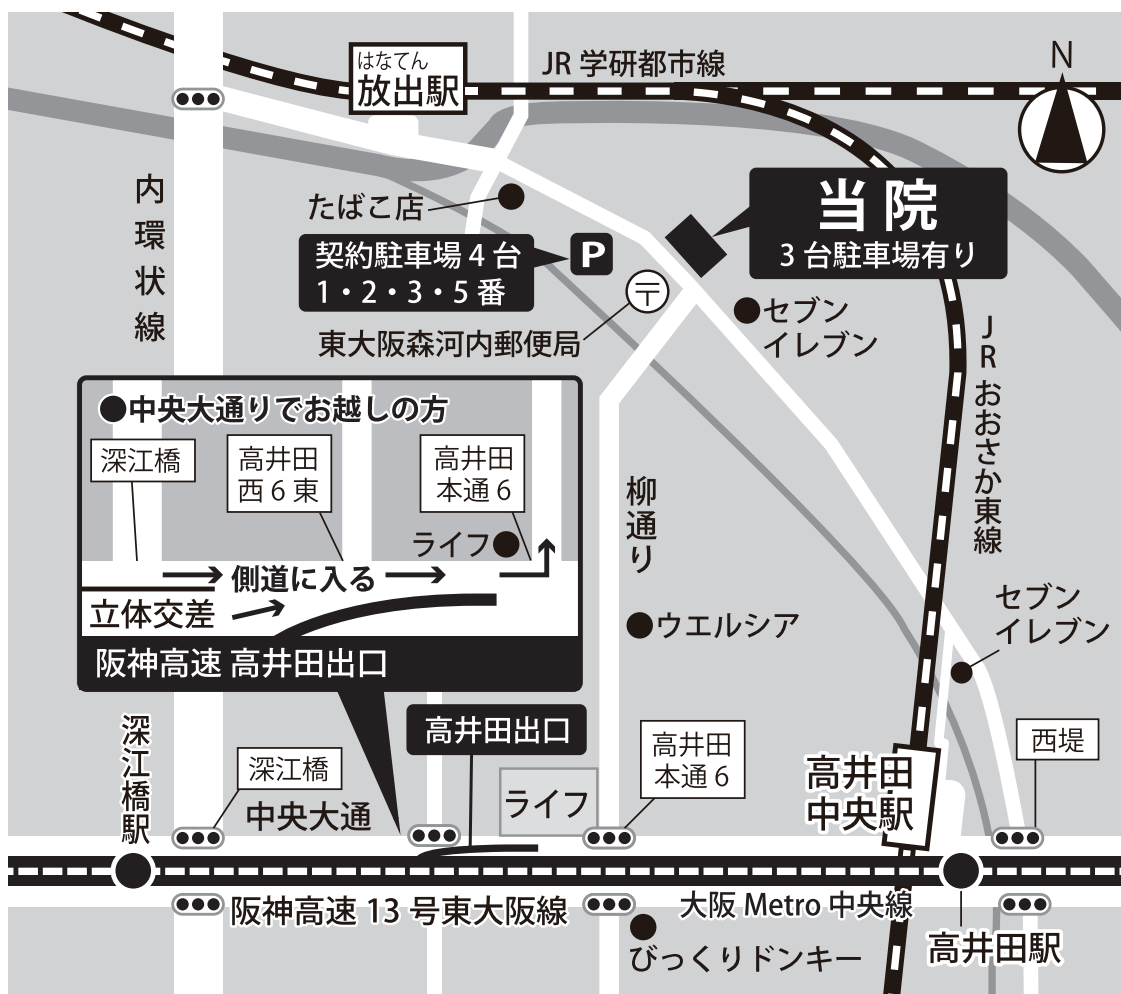 はなてん
放出駅
JR 学研都市線
N
内環状線
たばこ店
当院
3 台駐車場有り
契約駐車場 4 台
1・2・3・5 番
P
〒
東大阪森河内郵便局
セブン
イレブン
JRおおさか東線
●中央大通りでお越しの方
深江橋
高井田
西 6 東
高井田
本通 6
ライフ
側道に入る
立体交差
阪神高速 高井田出口
柳通り
ウエルシア
セブン
イレブン
深江橋駅
深江橋
中央大通
高井田出口
ライフ
高井田
本通 6
高井田
中央駅
西堤
阪神高速 13 号東大阪線
大阪 Metro 中央線
びっくりドンキー
高井田駅